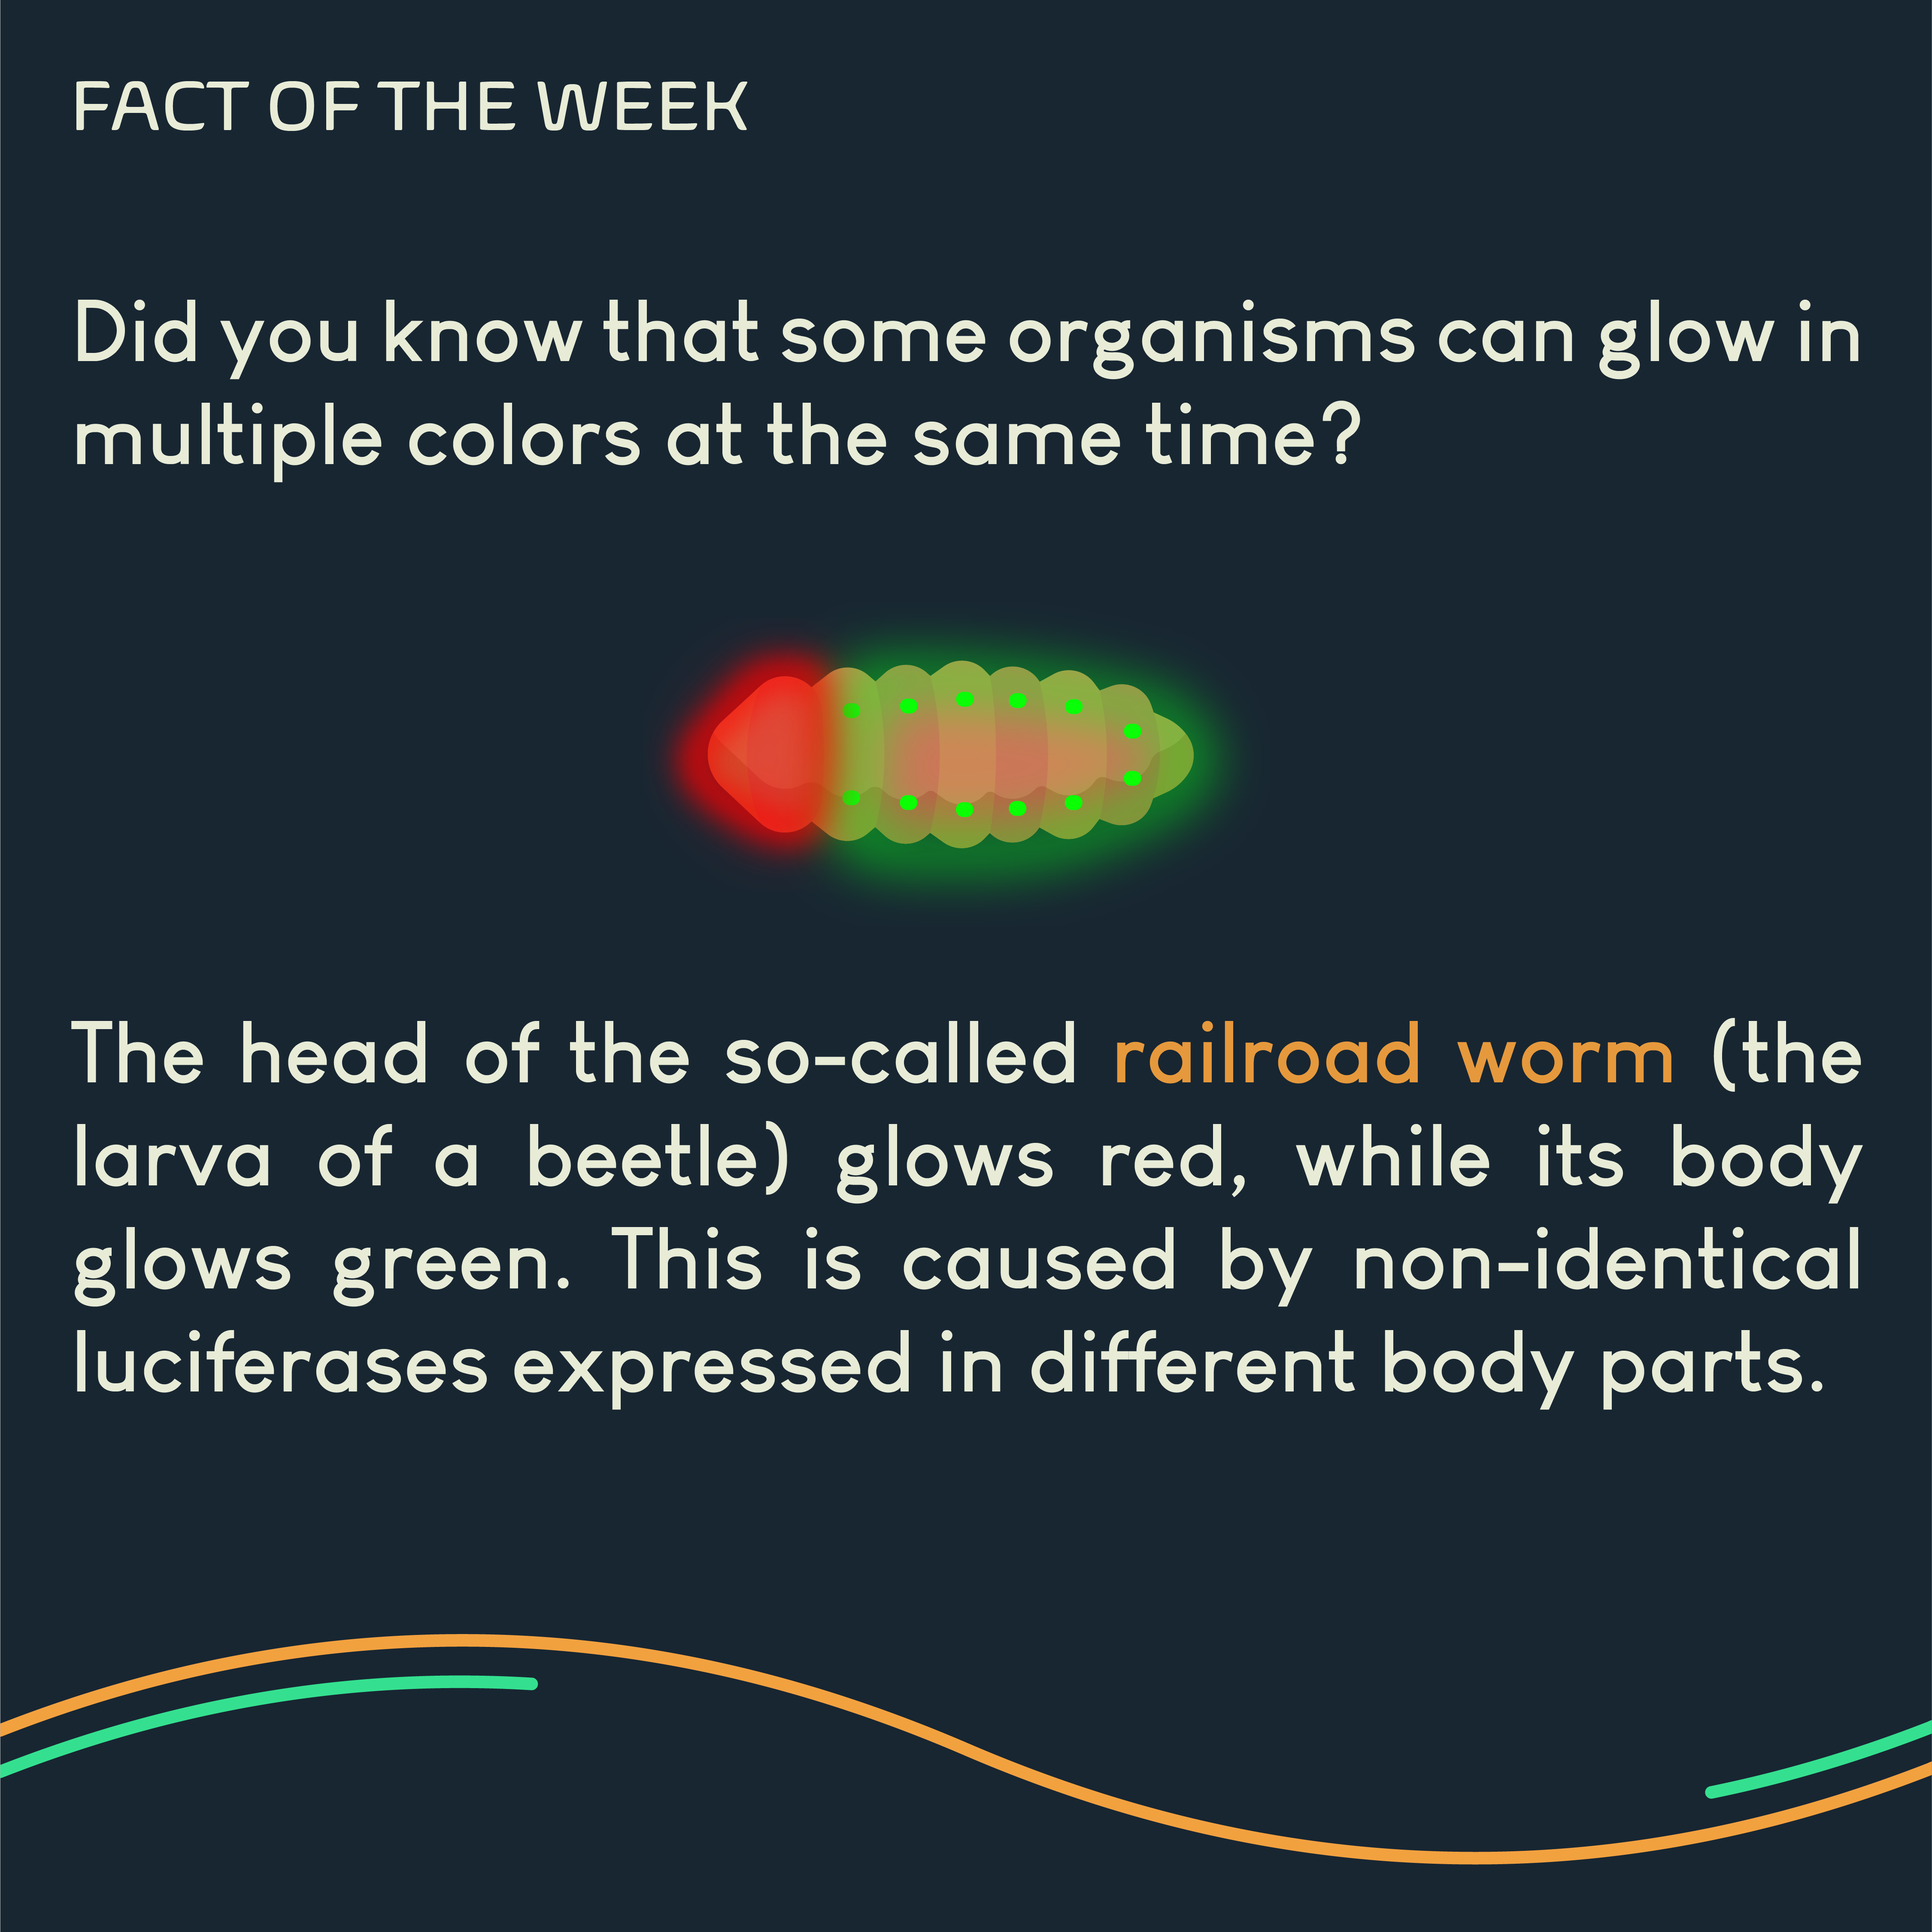 FACT OF THE WEEK
Did you know that some organisms can glow in
multiple colors at the same time?
The head of the so-called railroad worm (the
larva of a beetle) glows red, while its body
glows green. This is caused by non-identical
luciferases expressed in different body parts.